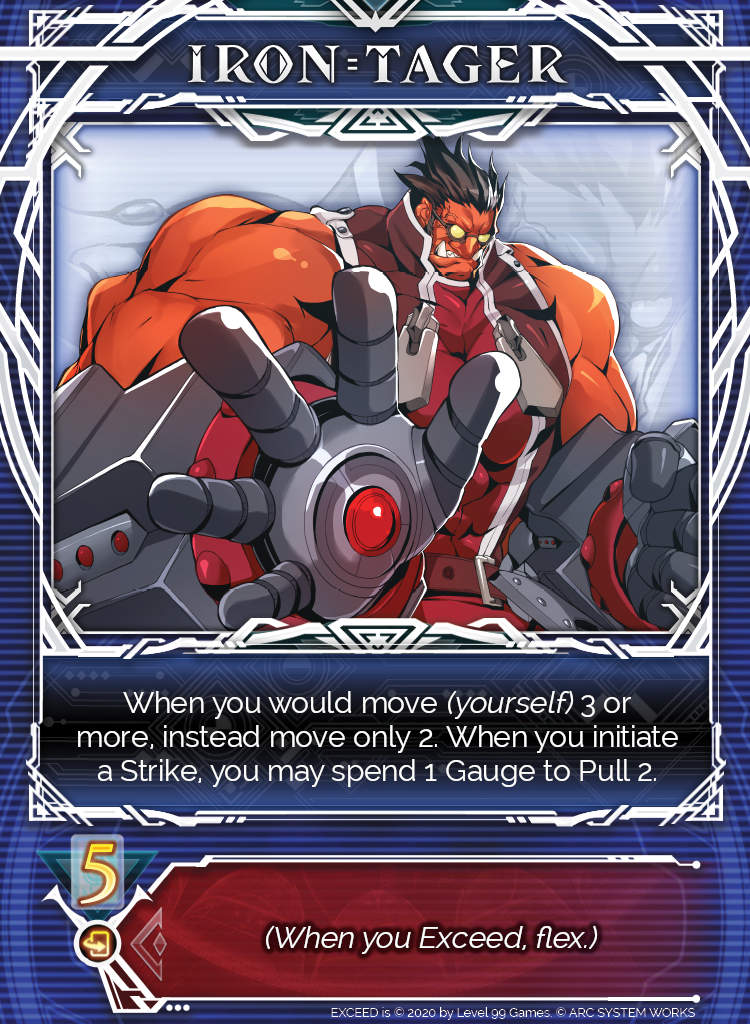 IRON=TAGER
When you would move (yourself) 3 or
more, instead move only 2. When you initiate
a Strike, you may spend 1 Gauge to Pull 2.
5
(When you Exceed, flex.)
EXCEED is © 2020 by Level 99 Games. © ARC SYSTEM WORKS